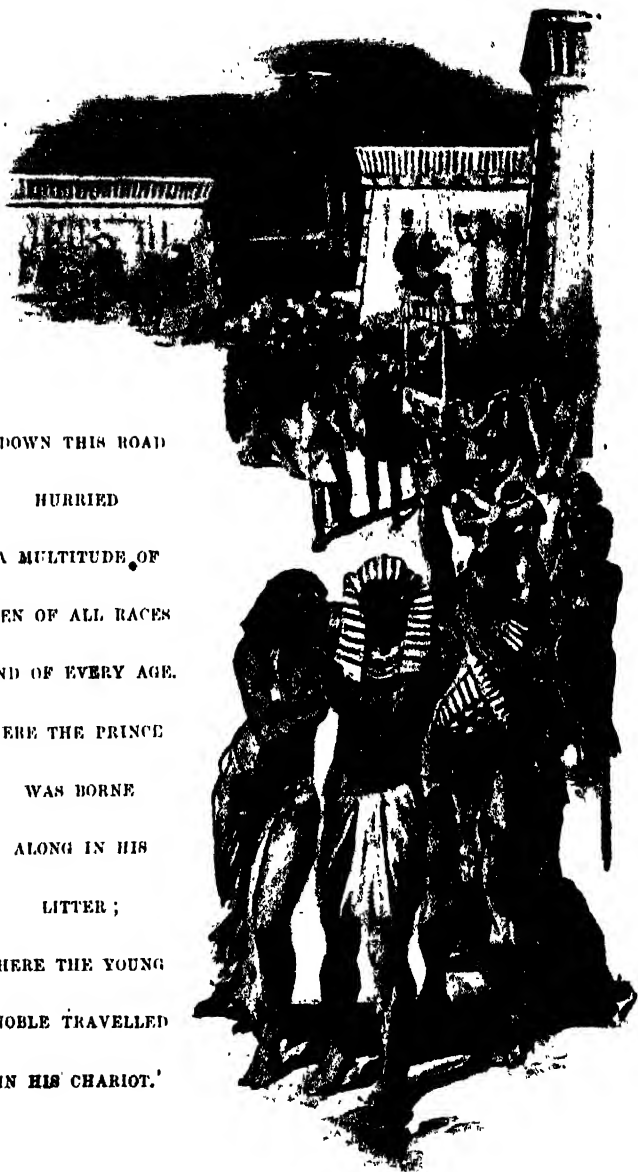 DOWN THIS ROAD
HURRIED
A MULTITUDE OF
EN OF ALL RACES
ND OF EVERY AGE.
ERE THE PRINCE
WAS BORNE
ALONG IN HIS
LITTER ;
HERE THE YOUNG
NOBLE TRAVELLED
IN HIS CHARIOT.'